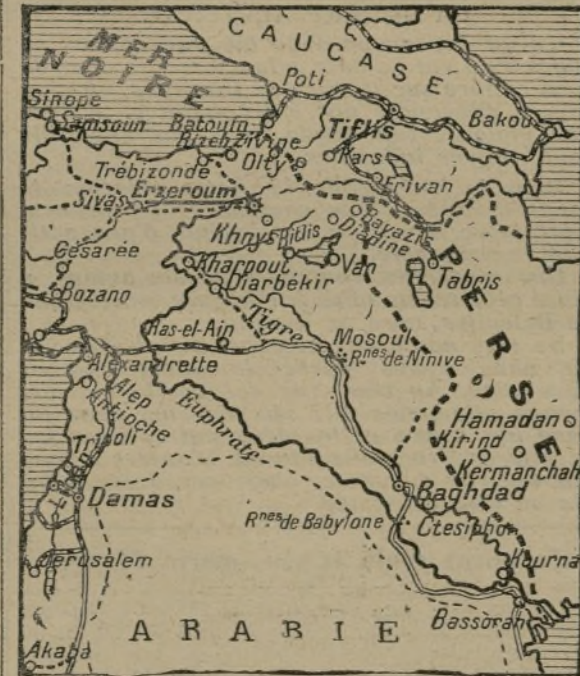 MER
NOIRE
CAUCASE
Poti
Sinope
Samsoun
Batoum
Bakou
Rizeh
Zivine
Tiflis
Trébizonde
Olty
Kars
Erivan
Sivas
Erzeroum
Bayazis
Khnys
Bitlis
Diadine
Césarée
Kharpout
Van
Tabris
PERSE
Bozano
Diarbékir
Ras-el-Ain
Tigre
Mosoul
Rnes de Ninive
Alexandrette
Alep
Antioche
Euphrate
Hamadan
Kirind
Kermanchah
Tripoli
Damas
Baghdad
Rnes de Babylone
Ctesiphon
Jérusalem
Kourna
Bassorah
ARABIE
Akaba